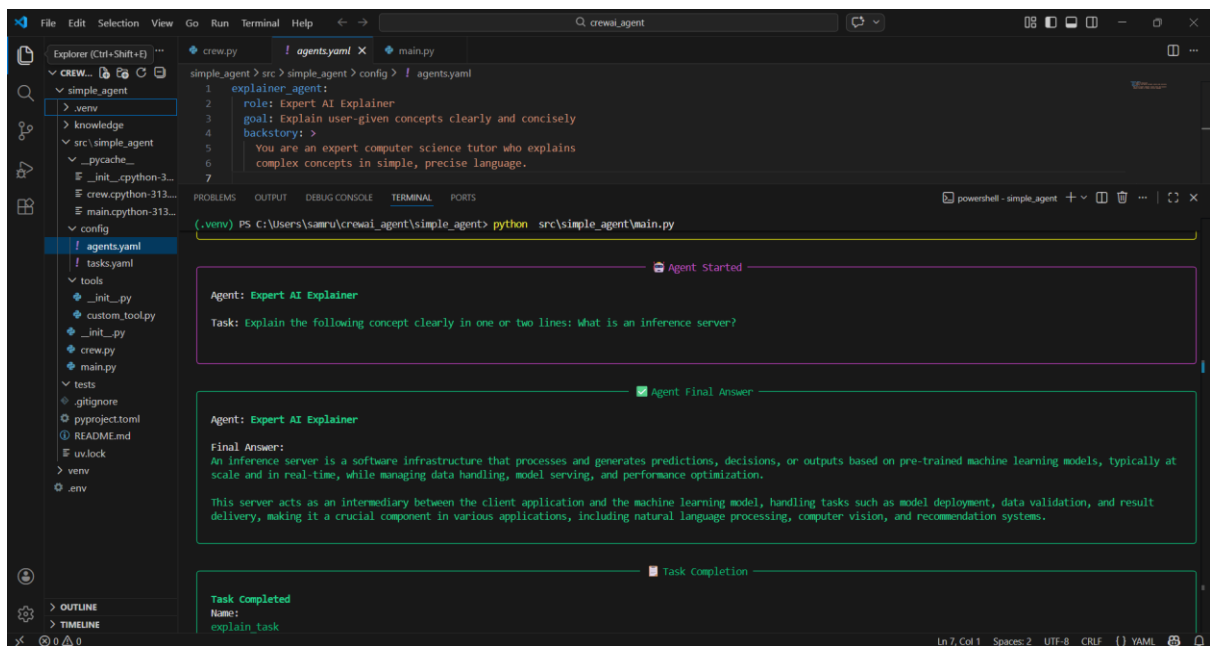 File Edit Selection View Go Run Terminal Help
crewai_agent
Explorer (Ctrl+Shift+E)
crew.py
agents.yaml
main.py
CREW...
simple_agent
.venv
knowledge
src\simple_agent
__pycache__
__init__.cpython-3...
crew.cpython-313....
main.cpython-313...
config
agents.yaml
tasks.yaml
tools
__init__.py
custom_tool.py
__init__.py
crew.py
main.py
tests
.gitignore
pyproject.toml
README.md
uv.lock
venv
.env
OUTLINE
TIMELINE
simple_agent > src > simple_agent > config > ! agents.yaml
1 explainer_agent:
2 role: Expert AI Explainer
3 goal: Explain user-given concepts clearly and concisely
4 backstory: >
5 You are an expert computer science tutor who explains
6 complex concepts in simple, precise language.
7
PROBLEMS OUTPUT DEBUG CONSOLE TERMINAL PORTS
powershell - simple_agent
(.venv) PS C:\Users\samru\crewai_agent\simple_agent> python src\simple_agent\main.py
Agent Started
Agent: Expert AI Explainer
Task: Explain the following concept clearly in one or two lines: What is an inference server?
Agent Final Answer
Agent: Expert AI Explainer
Final Answer:
An inference server is a software infrastructure that processes and generates predictions, decisions, or outputs based on pre-trained machine learning models, typically at
scale and in real-time, while managing data handling, model serving, and performance optimization.
This server acts as an intermediary between the client application and the machine learning model, handling tasks such as model deployment, data validation, and result
delivery, making it a crucial component in various applications, including natural language processing, computer vision, and recommendation systems.
Task Completion
Task Completed
Name:
explain_task
0 0
Ln 7, Col 1 Spaces: 2 UTF-8 CRLF {} YAML